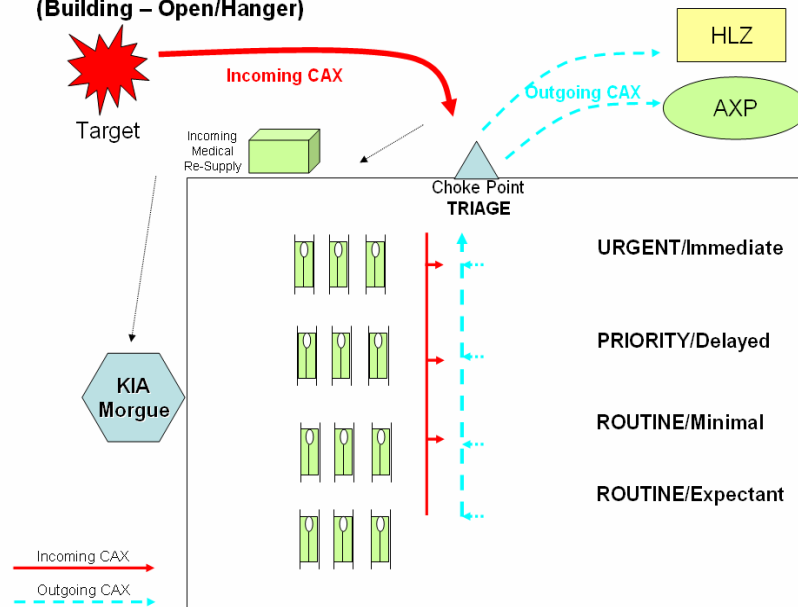 (Building – Open/Hanger)
HLZ
Incoming CAX
Outgoing CAX
AXP
Target
Incoming
Medical
Re-Supply
Choke Point
TRIAGE
URGENT/Immediate
PRIORITY/Delayed
KIA
Morgue
ROUTINE/Minimal
ROUTINE/Expectant
Incoming CAX
Outgoing CAX